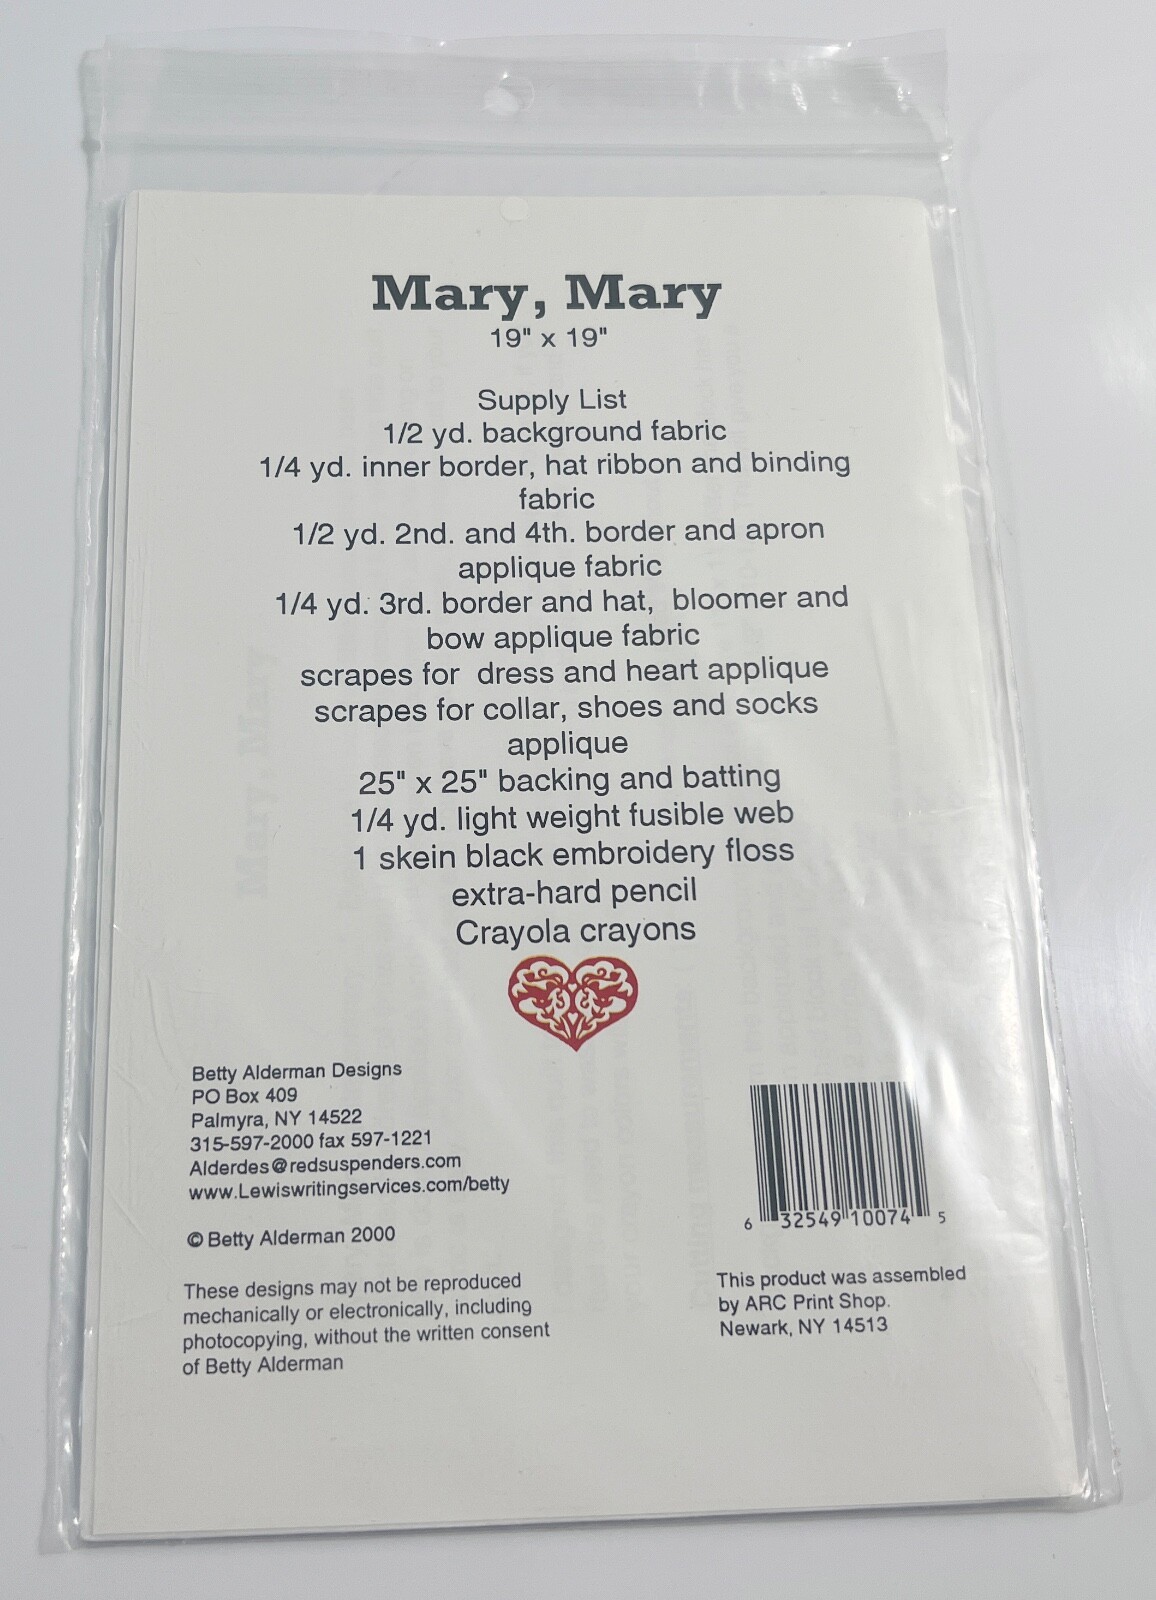 Mary, Mary
19" x 19"
Supply List
1/2 yd. background fabric
1/4 yd. inner border, hat ribbon and binding
fabric
1/2 yd. 2nd. and 4th. border and apron
applique fabric
1/4 yd. 3rd. border and hat,  bloomer and
bow applique fabric
scrapes for  dress and heart applique
scrapes for collar, shoes and socks
applique
25" x 25" backing and batting
1/4 yd. light weight fusible web
1 skein black embroidery floss
extra-hard pencil
Crayola crayons
Betty Alderman Designs
PO Box 409
Palmyra, NY 14522
315-597-2000 fax 597-1221
Alderdes@redsuspenders.com
www.Lewiswritingservices.com/betty
© Betty Alderman 2000
These designs may not be reproduced
mechanically or electronically, including
photocopying, without the written consent
of Betty Alderman
6 32549 10074 5
This product was assembled
by ARC Print Shop.
Newark, NY 14513
Mary, Mary